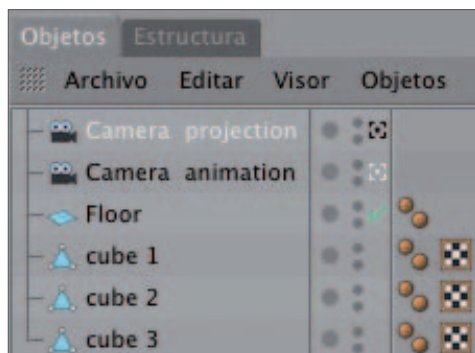 Objetos Estructura
Archivo Editar Visor Objetos
Camera projection
Camera animation
Floor
cube 1
cube 2
cube 3